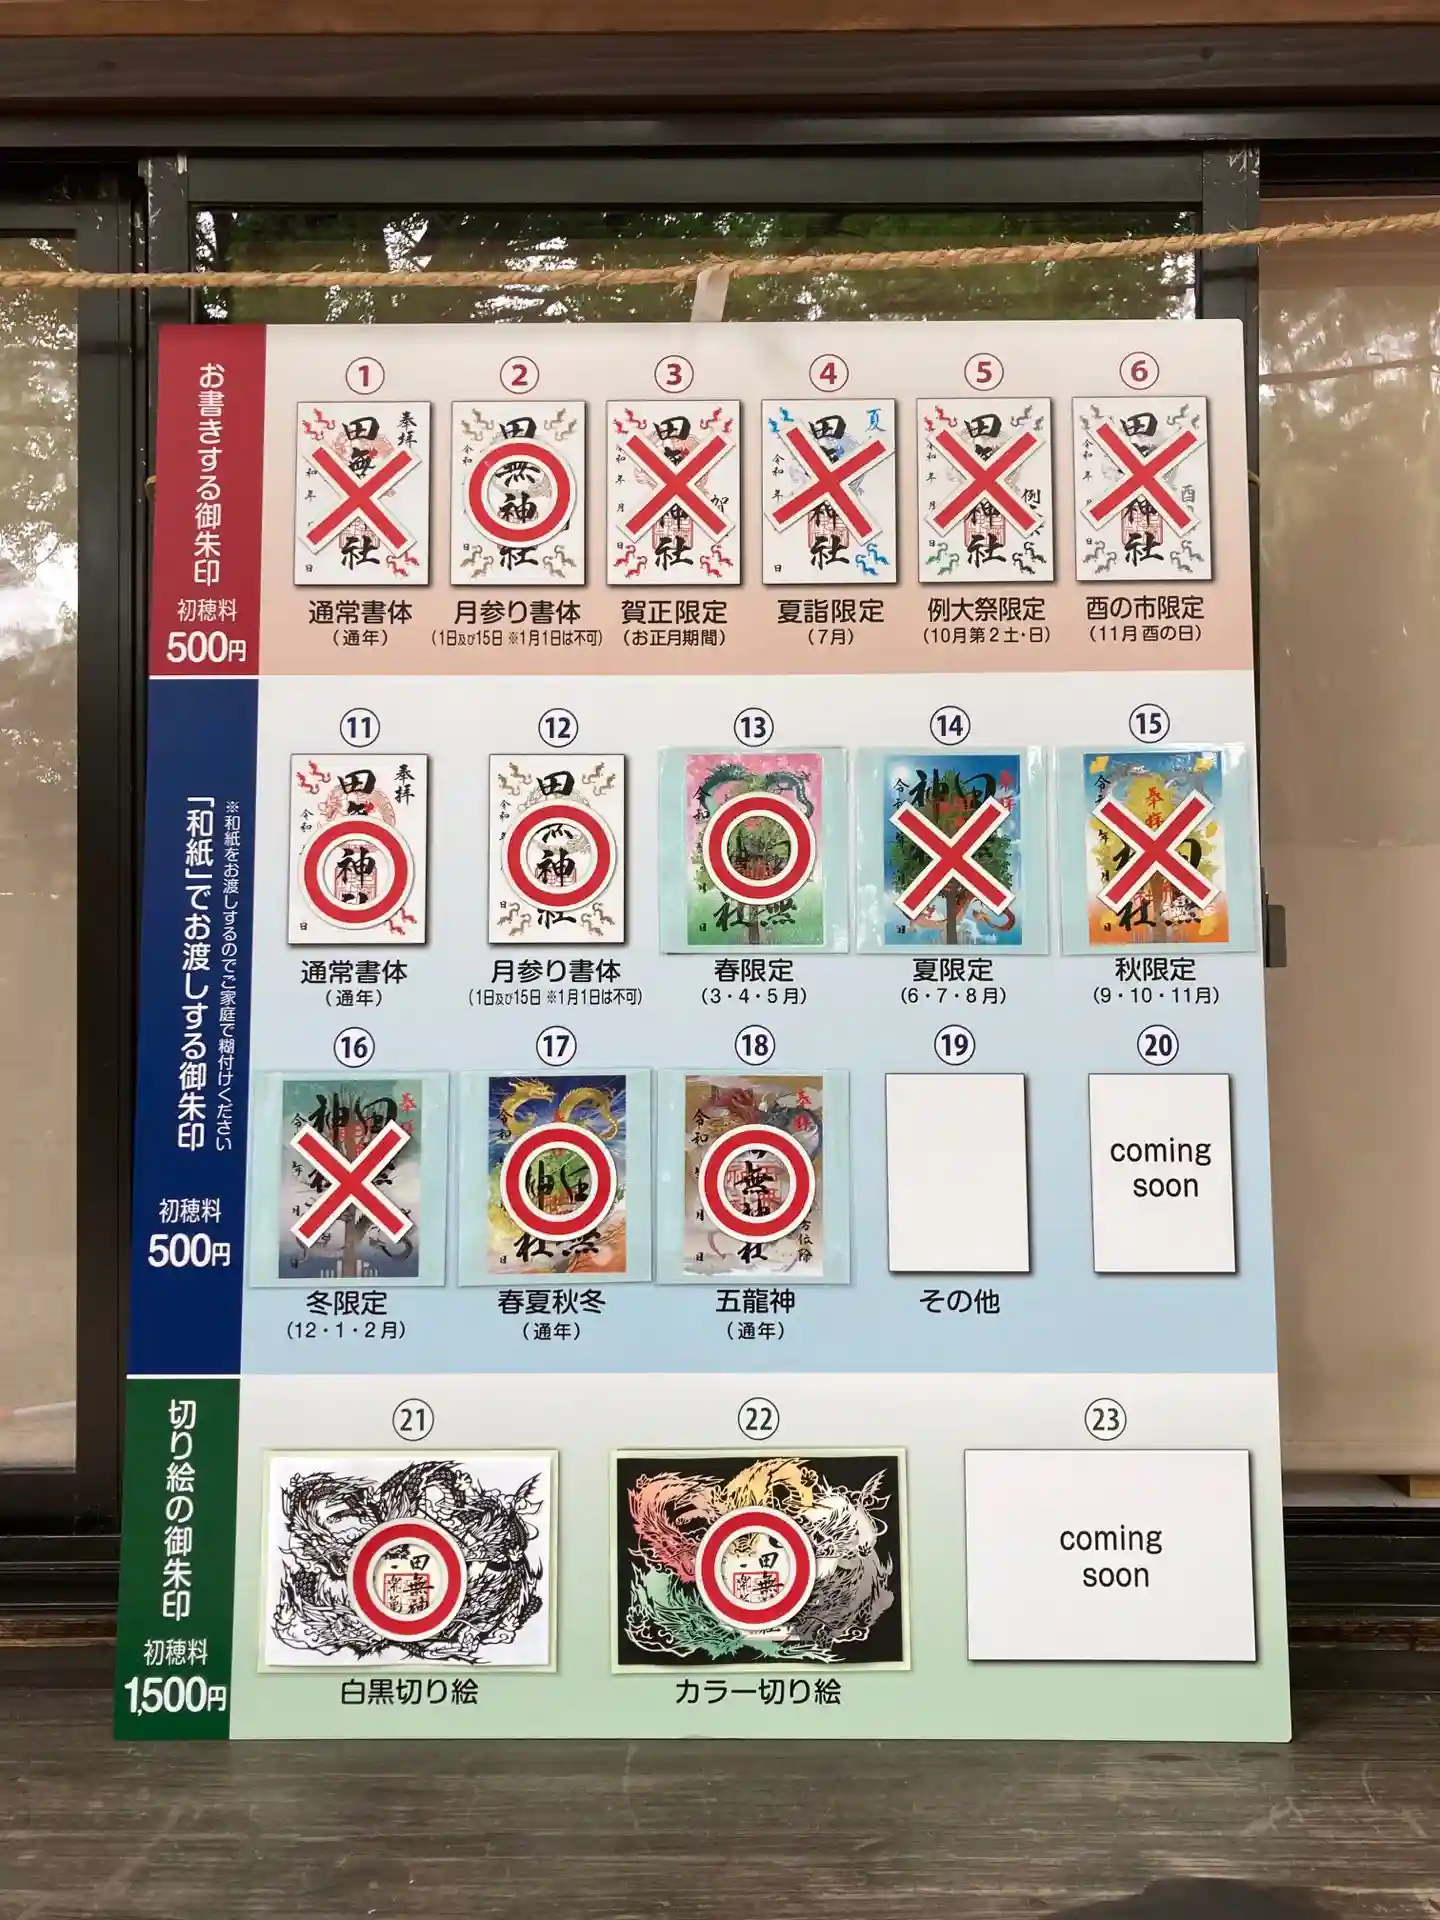 お書きする御朱印
初穂料
500円
①
②
③
④
⑤
⑥
通常書体
（通年）
月参り書体
（1日及び15日 ※1月1日は不可）
賀正限定
（お正月期間）
夏詣限定
（7月）
例大祭限定
（10月第2土・日）
酉の市限定
（11月 酉の日）
「和紙」でお渡しする御朱印
※和紙をお渡しするのでご家庭で糊付けください
初穂料
500円
⑪
⑫
⑬
⑭
⑮
通常書体
（通年）
月参り書体
（1日及び15日 ※1月1日は不可）
春限定
（3・4・5月）
夏限定
（6・7・8月）
秋限定
（9・10・11月）
⑯
⑰
⑱
⑲
⑳
coming
soon
冬限定
（12・1・2月）
春夏秋冬
（通年）
五龍神
（通年）
その他
切り絵の御朱印
初穂料
1,500円
㉑
㉒
㉓
coming
soon
白黒切り絵
カラー切り絵